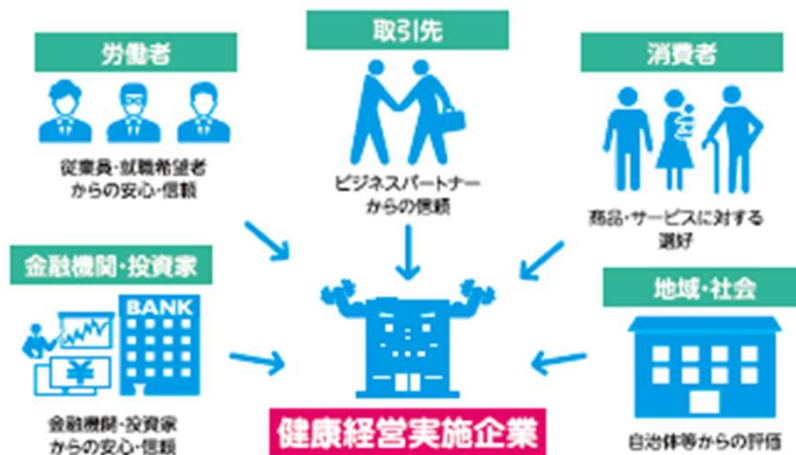 労働者
従業員・就職希望者
からの安心・信頼
取引先
ビジネスパートナー
からの信頼
消費者
商品・サービスに対する
選好
金融機関・投資家
BANK
¥
金融機関・投資家
からの安心・信頼
地域・社会
自治体等からの評価
健康経営実施企業